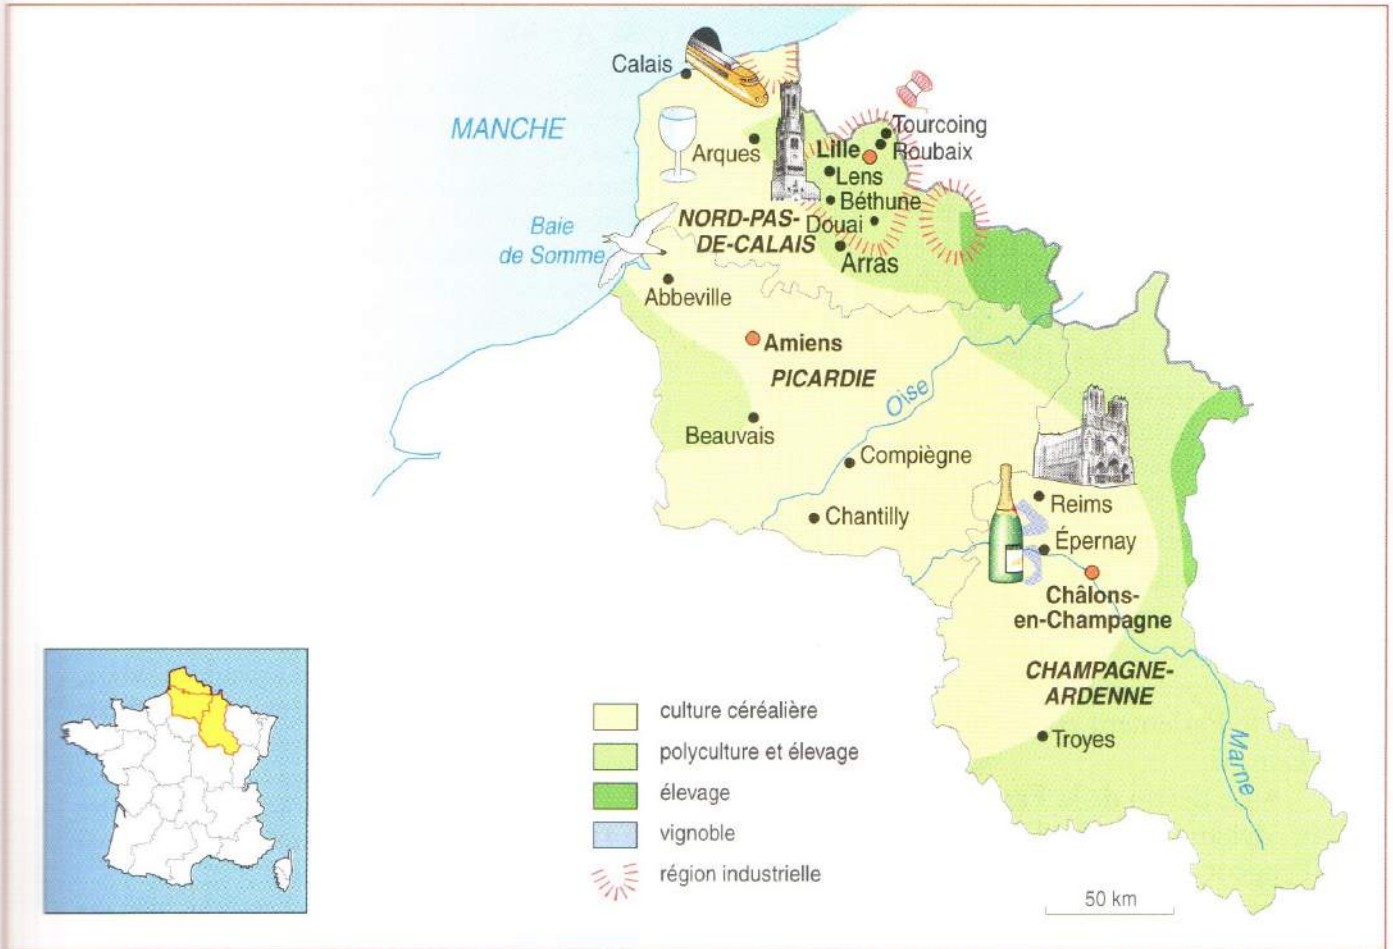 Calais
MANCHE
Tourcoing
Roubaix
Lille
Arques
Lens
Béthune
NORD-PAS-
DE-CALAIS
Douai
Arras
Baie
de Somme
Abbeville
Amiens
PICARDIE
Oise
Beauvais
Compiègne
Chantilly
Reims
Épernay
Châlons-
en-Champagne
CHAMPAGNE-
ARDENNE
Troyes
Marne
culture céréalière
polyculture et élevage
élevage
vignoble
région industrielle
50 km